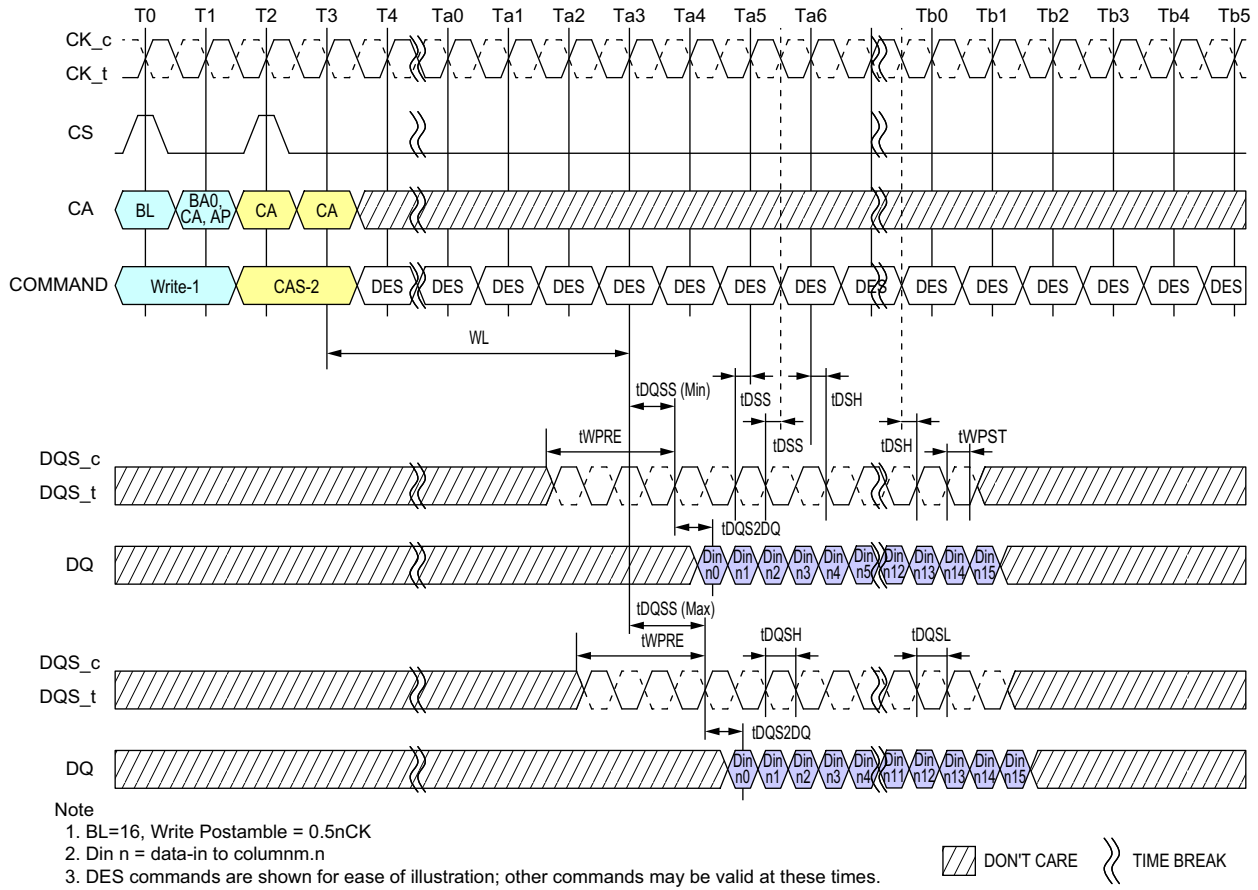 T0 T1 T2 T3 T4 Ta0 Ta1 Ta2 Ta3 Ta4 Ta5 Ta6 Tb0 Tb1 Tb2 Tb3 Tb4 Tb5
CK_c
CK_t
CS
CA BL BA0, CA, AP CA CA
COMMAND Write-1 CAS-2 DES DES DES DES DES DES DES DES DES DES DES DES DES DES DES
WL
tDQSS (Min) tDSS tDSH
tWPRE tDSS tDSH tWPST
DQS_c
DQS_t
tDQS2DQ
DQ Din n0 Din n1 Din n2 Din n3 Din n4 Din n5 Din n12 Din n13 Din n14 Din n15
tDQSS (Max)
tWPRE tDQSH tDQSL
DQS_c
DQS_t
tDQS2DQ
DQ Din n0 Din n1 Din n2 Din n3 Din n4 Din n11 Din n12 Din n13 Din n14 Din n15
Note
1. BL=16, Write Postamble = 0.5nCK
2. Din n = data-in to columnm.n
3. DES commands are shown for ease of illustration; other commands may be valid at these times.
DON'T CARE TIME BREAK